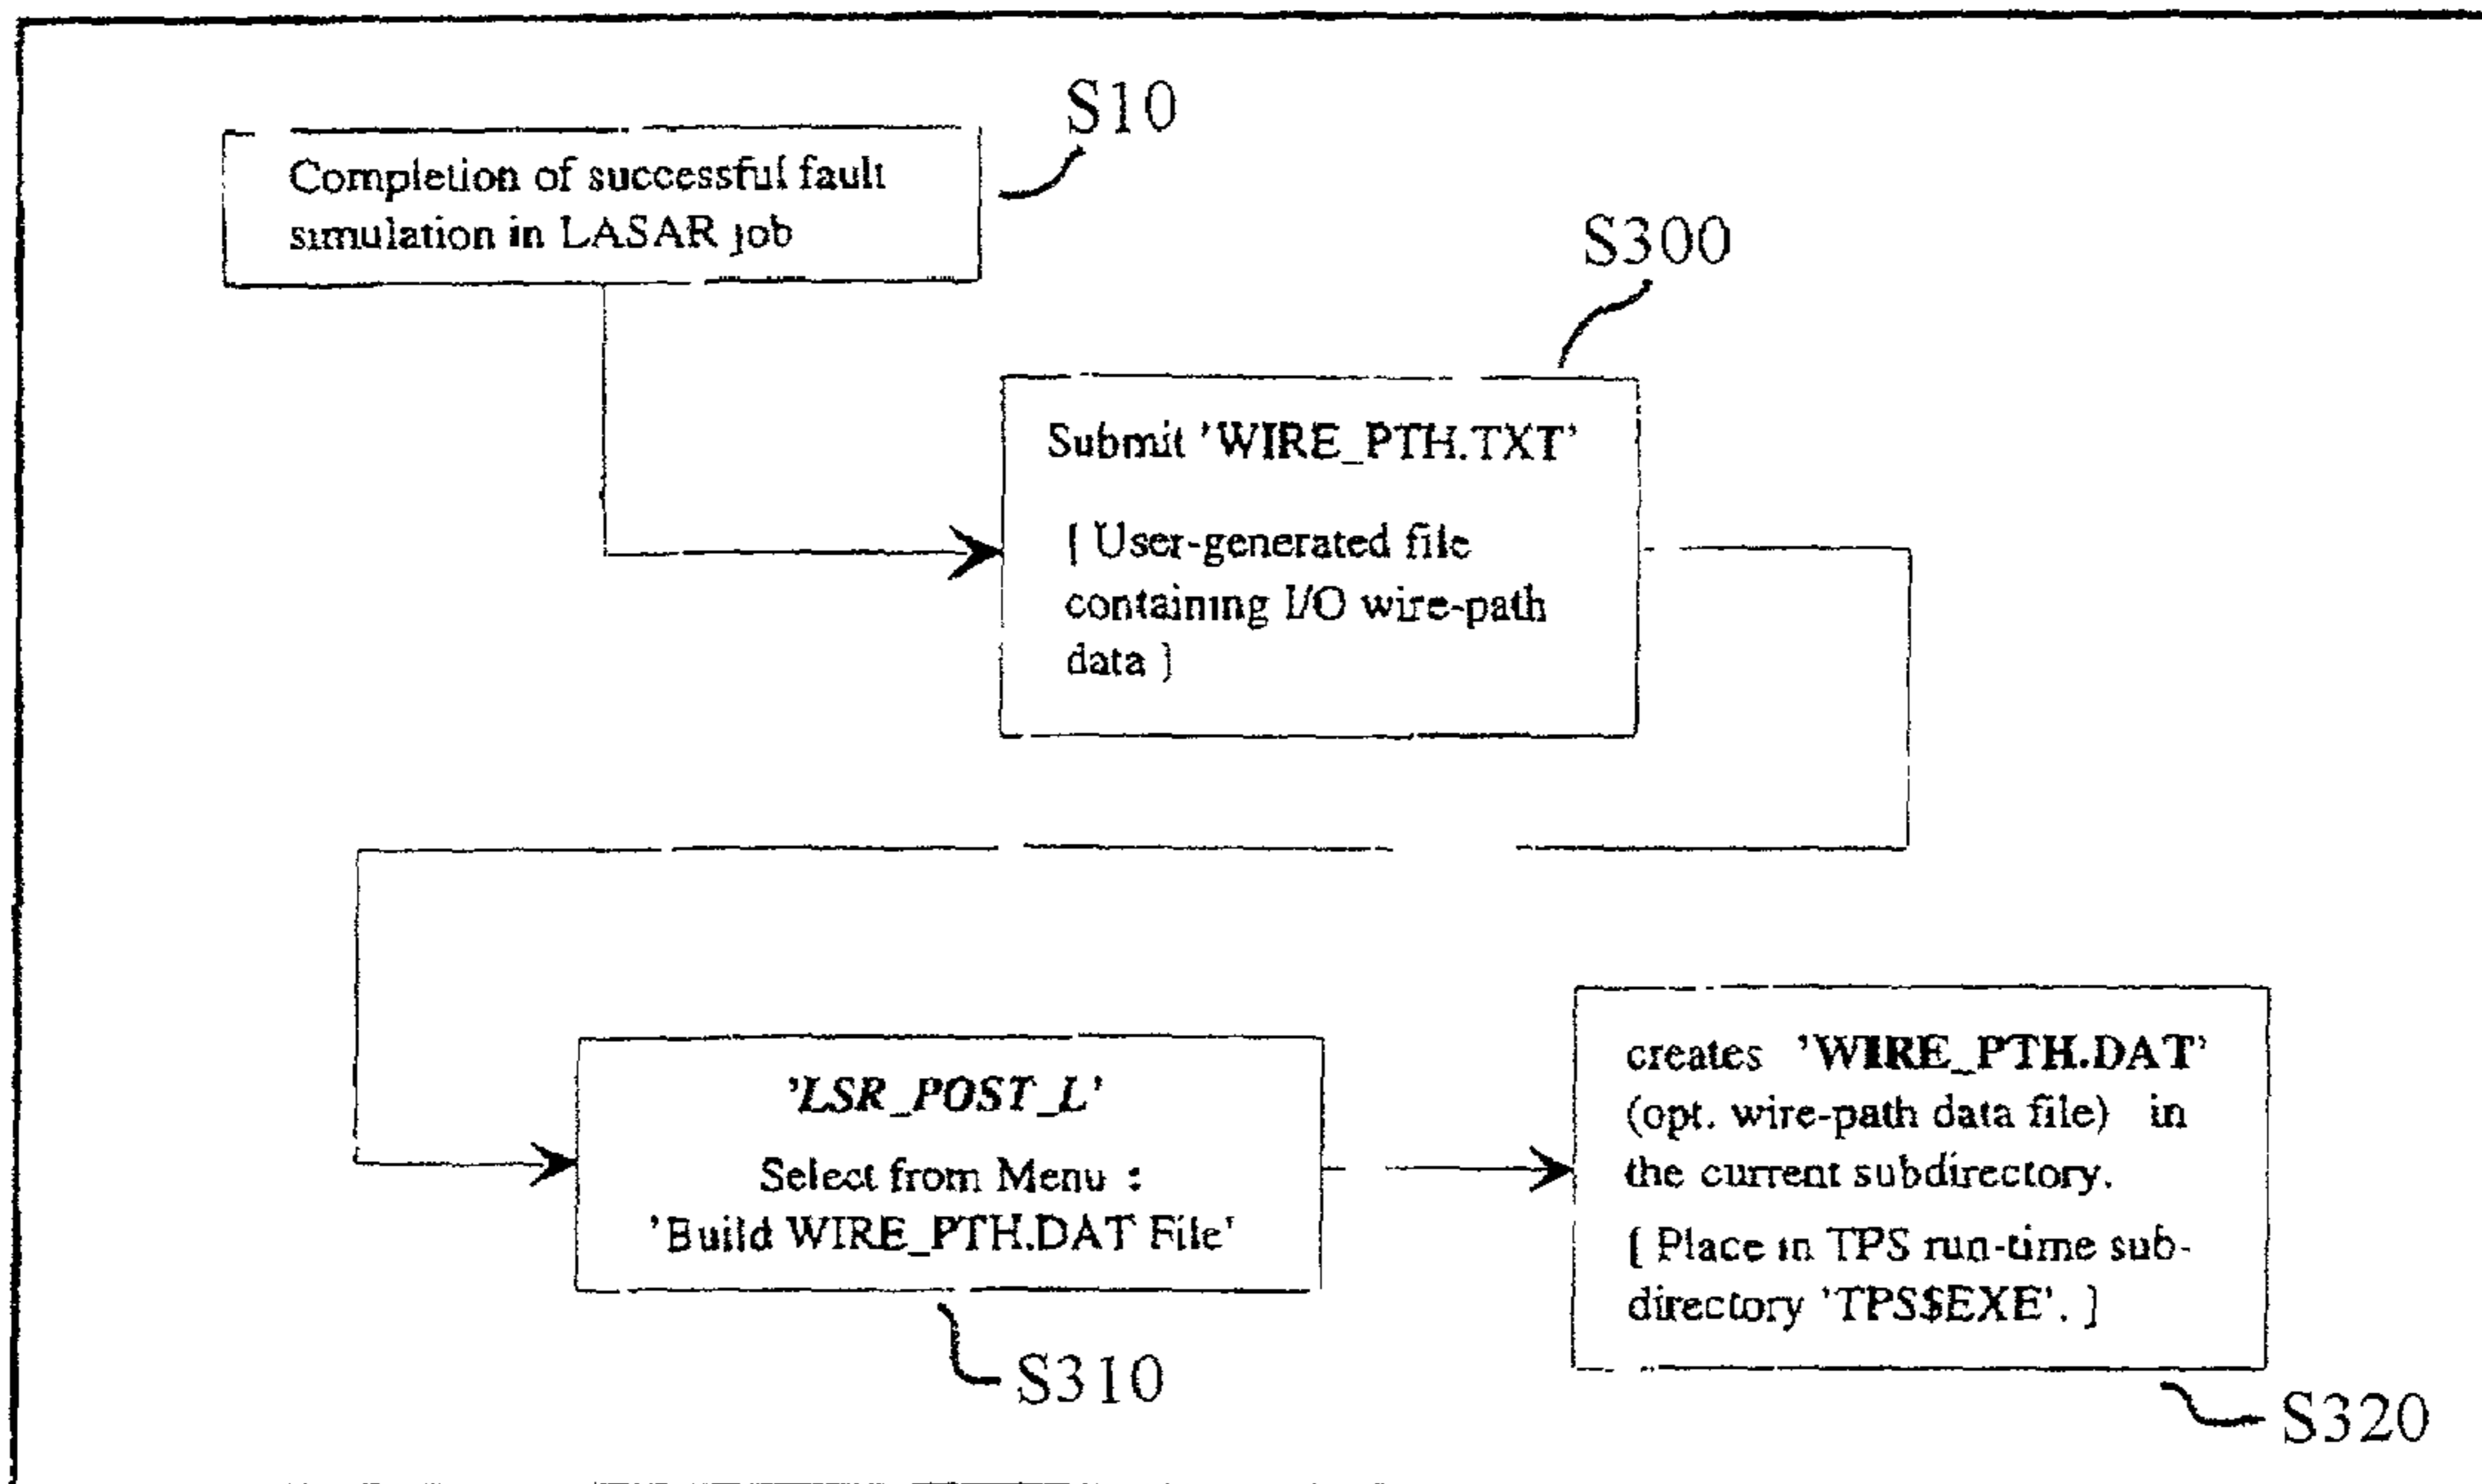 S10
Completion of successful fault
simulation in LASAR job
S300
Submit 'WIRE_PTH.TXT'
[ User-generated file
containing I/O wire-path
data ]
'LSR_POST_L'
Select from Menu :
'Build WIRE_PTH.DAT File'
S310
creates 'WIRE_PTH.DAT'
(opt. wire-path data file) in
the current subdirectory.
[ Place in TPS run-time sub-
directory 'TPS$EXE'. ]
S320